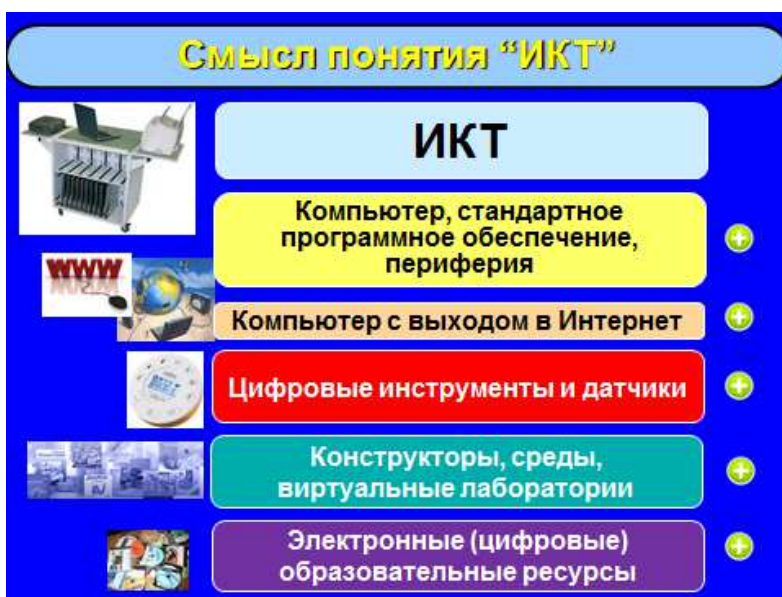 Смысл понятия “ИКТ”
ИКТ
Компьютер, стандартное
программное обеспечение,
периферия
WWW
Компьютер с выходом в Интернет
Цифровые инструменты и датчики
Конструкторы, среды,
виртуальные лаборатории
Электронные (цифровые)
образовательные ресурсы